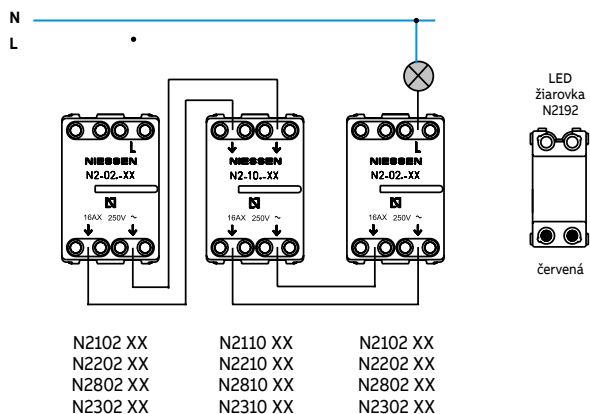 N
L
LED
žiarovka
N2192
L
L
NIESSEN
NIESSEN
NIESSEN
N2-02.-XX
N2-10.-XX
N2-02.-XX
N
N
N
16AX 250V ~
16AX 250V ~
16AX 250V ~
červená
N2102 XX
N2110 XX
N2102 XX
N2202 XX
N2210 XX
N2202 XX
N2802 XX
N2810 XX
N2802 XX
N2302 XX
N2310 XX
N2302 XX